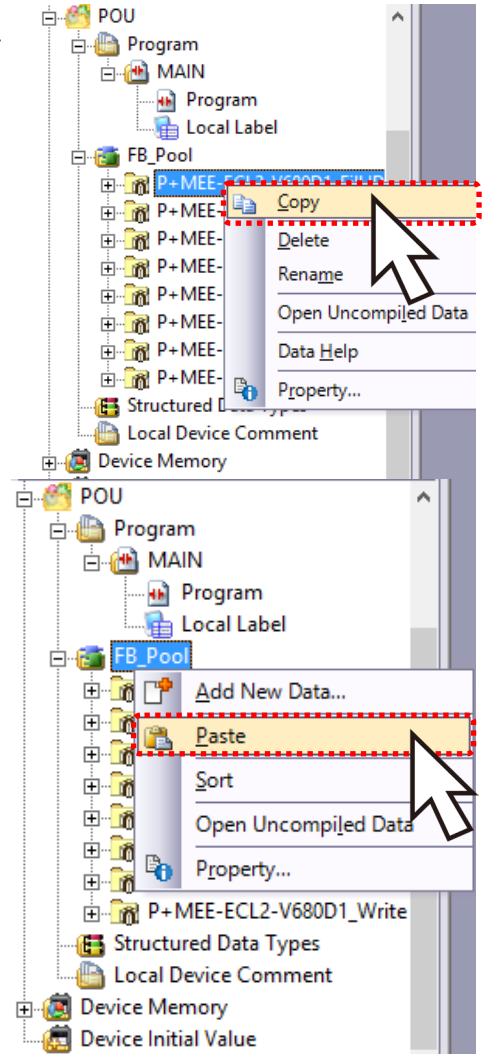 POU
Program
MAIN
Program
Local Label
FB_Pool
P+MEE-ECL2-V680D1
Copy
P+MEE-
Delete
P+MEE-
Rename
P+MEE-
P+MEE-
Open Uncompiled Data
P+MEE-
P+MEE-
Data Help
P+MEE-
Property...
Structured
Local Device Comment
Device Memory
POU
Program
MAIN
Program
Local Label
FB_Pool
Add New Data...
Paste
Sort
Open Uncompiled Data
Property...
P+MEE-ECL2-V680D1_Write
Structured Data Types
Local Device Comment
Device Memory
Device Initial Value